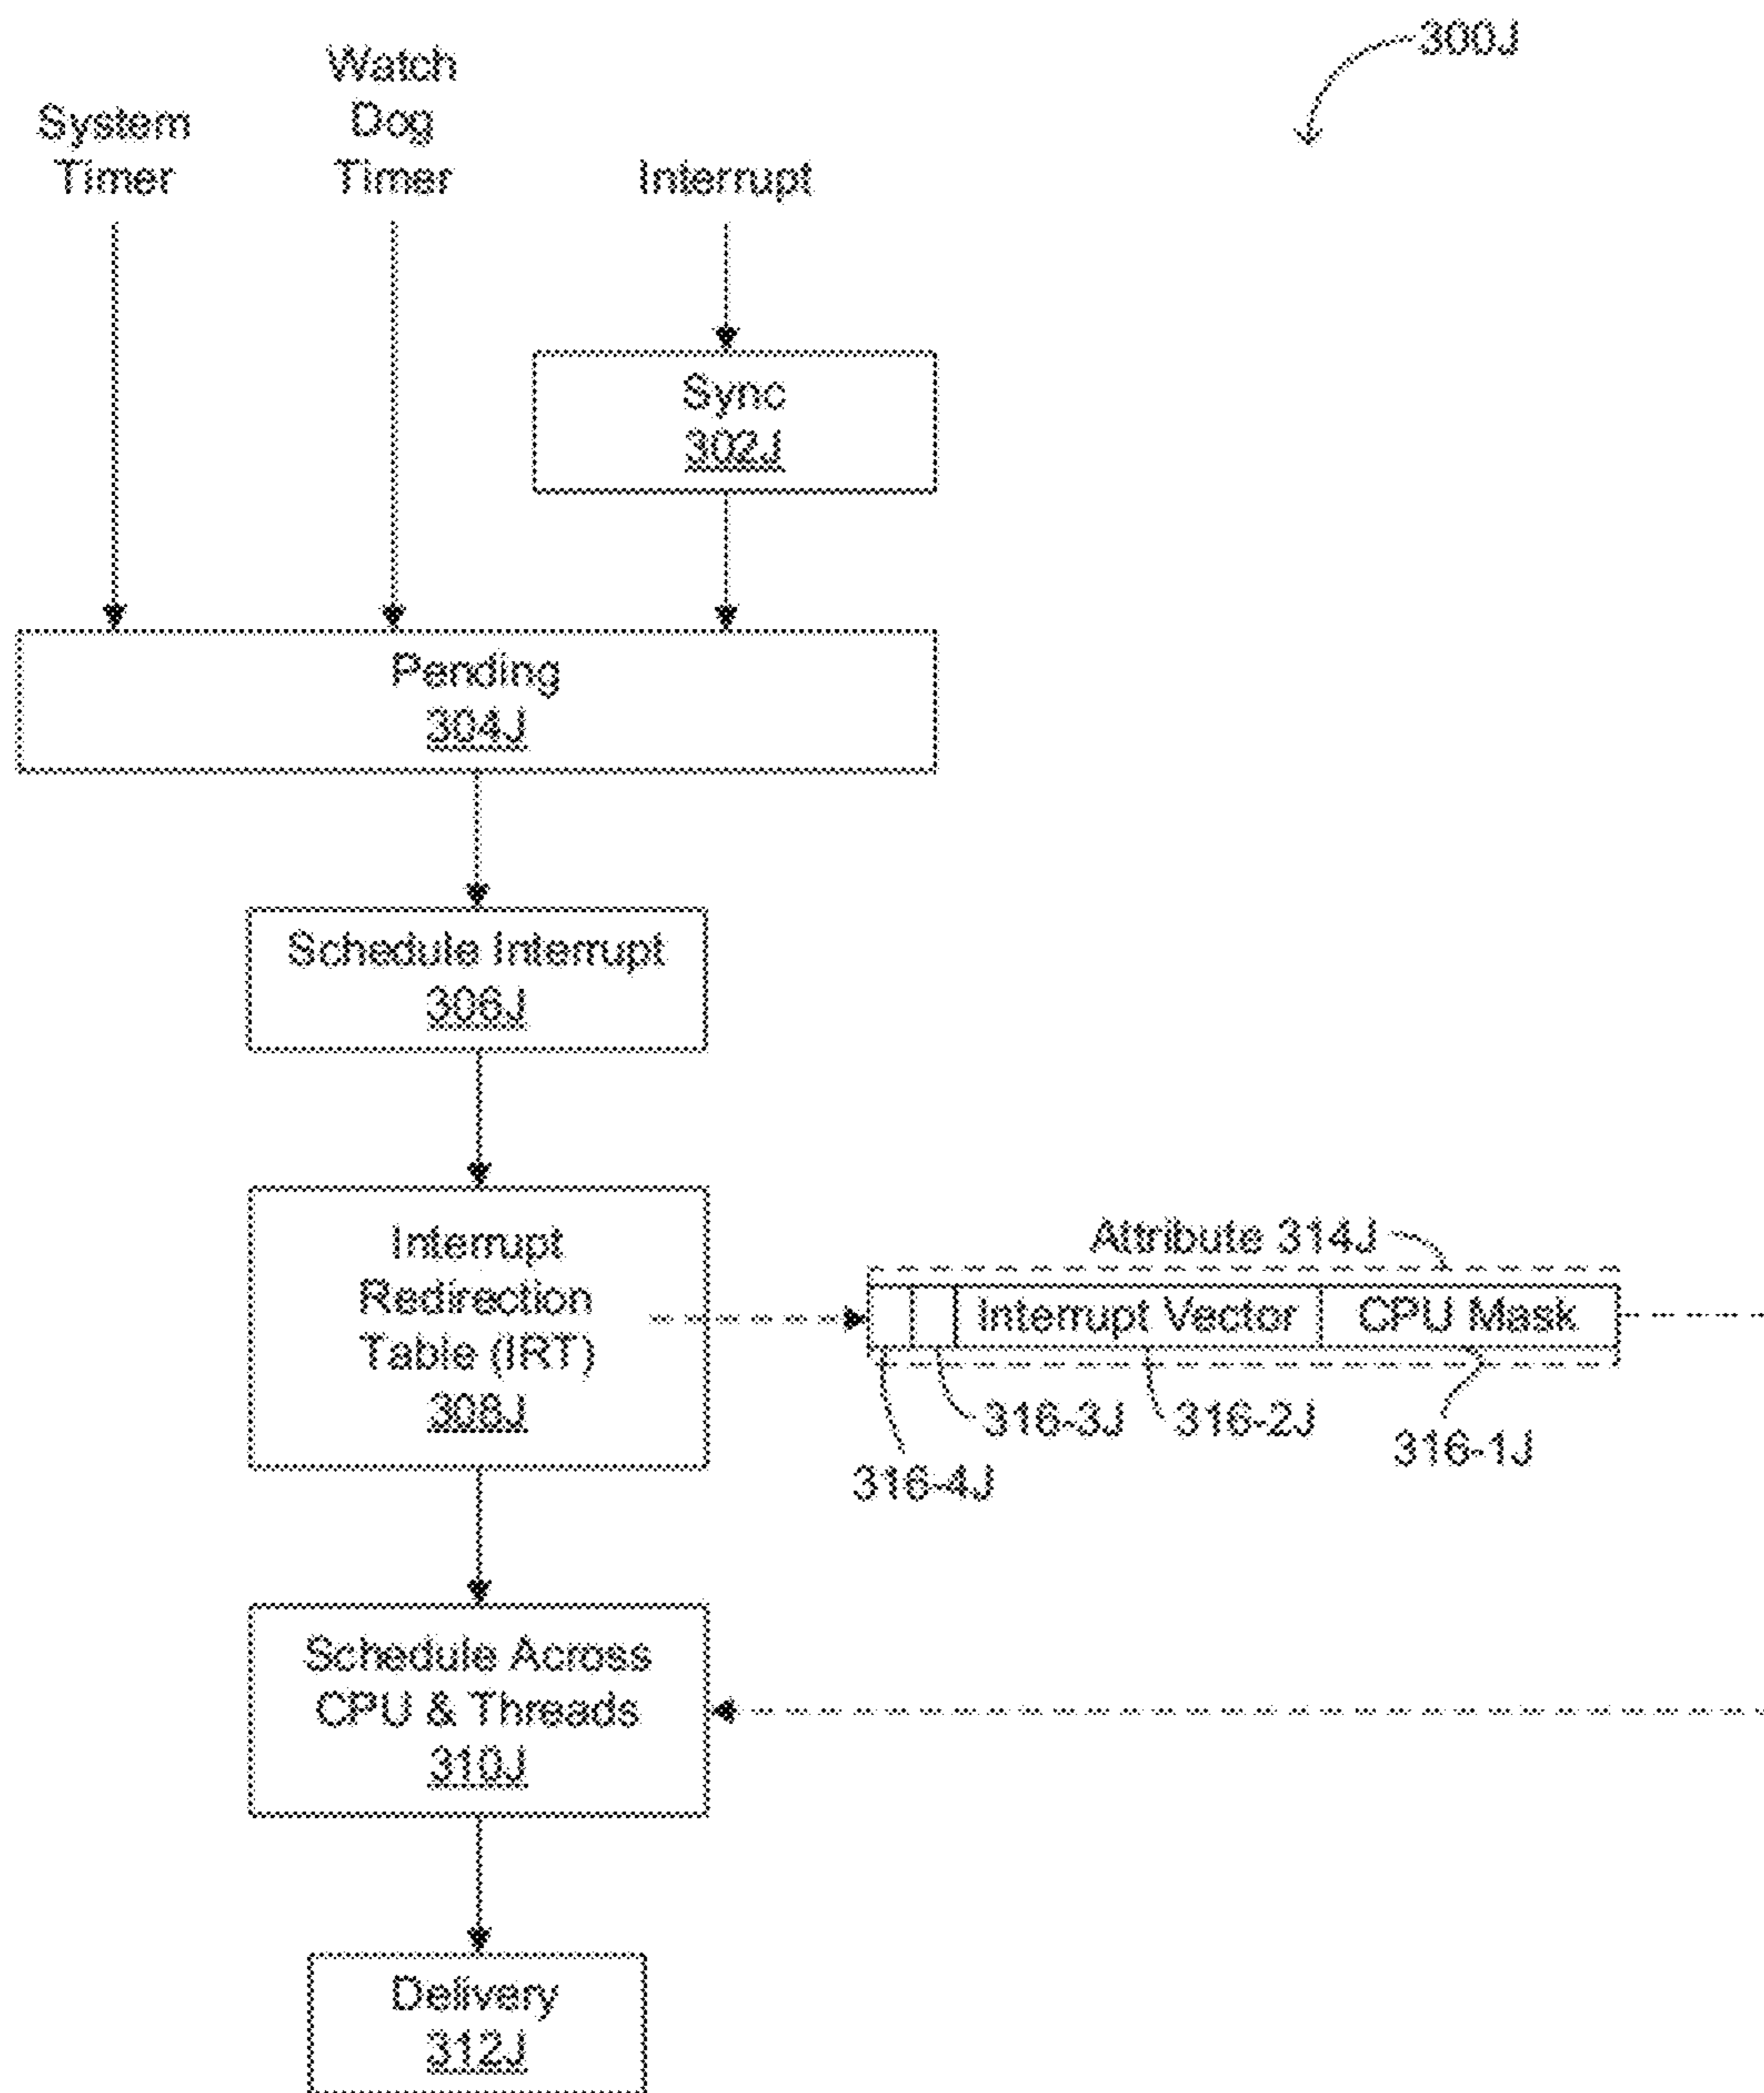 300J
System
Timer
Watch
Dog
Timer
Interrupt
Sync
302J
Pending
304J
Schedule Interrupt
306J
Interrupt
Redirection
Table (IRT)
308J
Attribute 314J
Interrupt Vector
CPU Mask
316-4J
316-3J
316-2J
316-1J
Schedule Across
CPU & Threads
310J
Delivery
312J